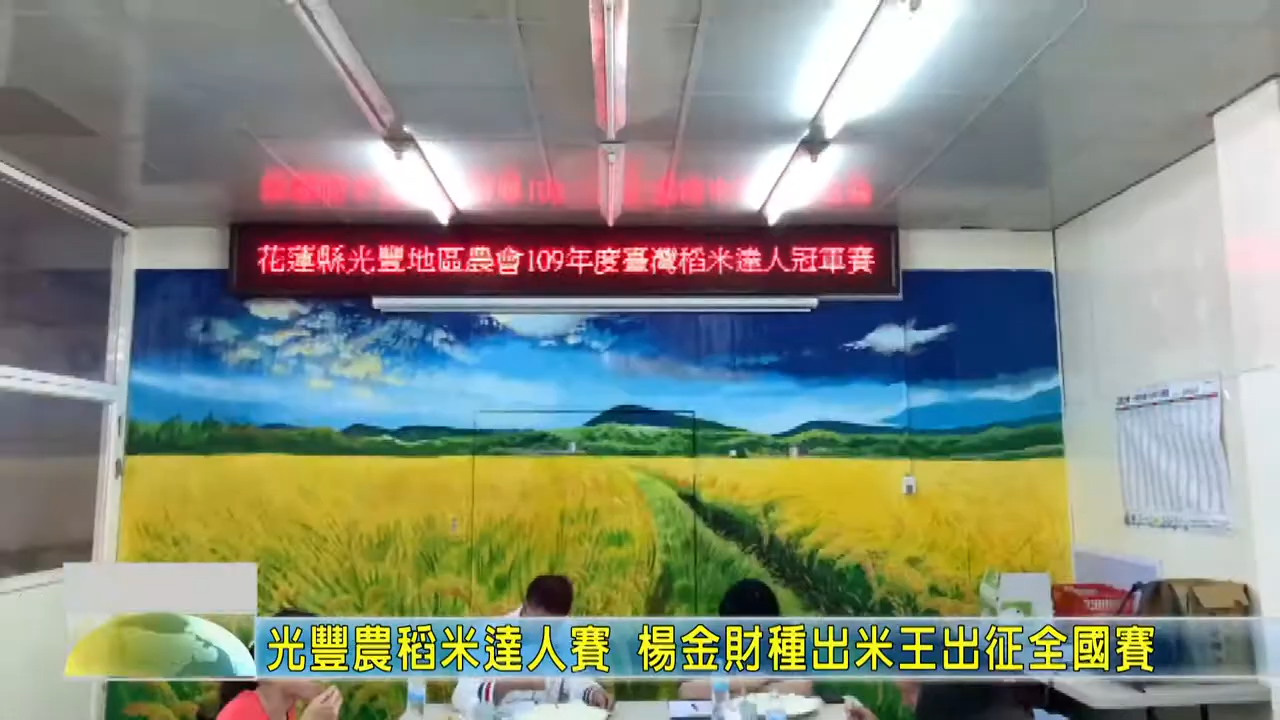 花蓮縣光豐地區農會109年度臺灣稻米達人冠軍賽
光豐農稻米達人賽 楊金財種出米王出征全國賽